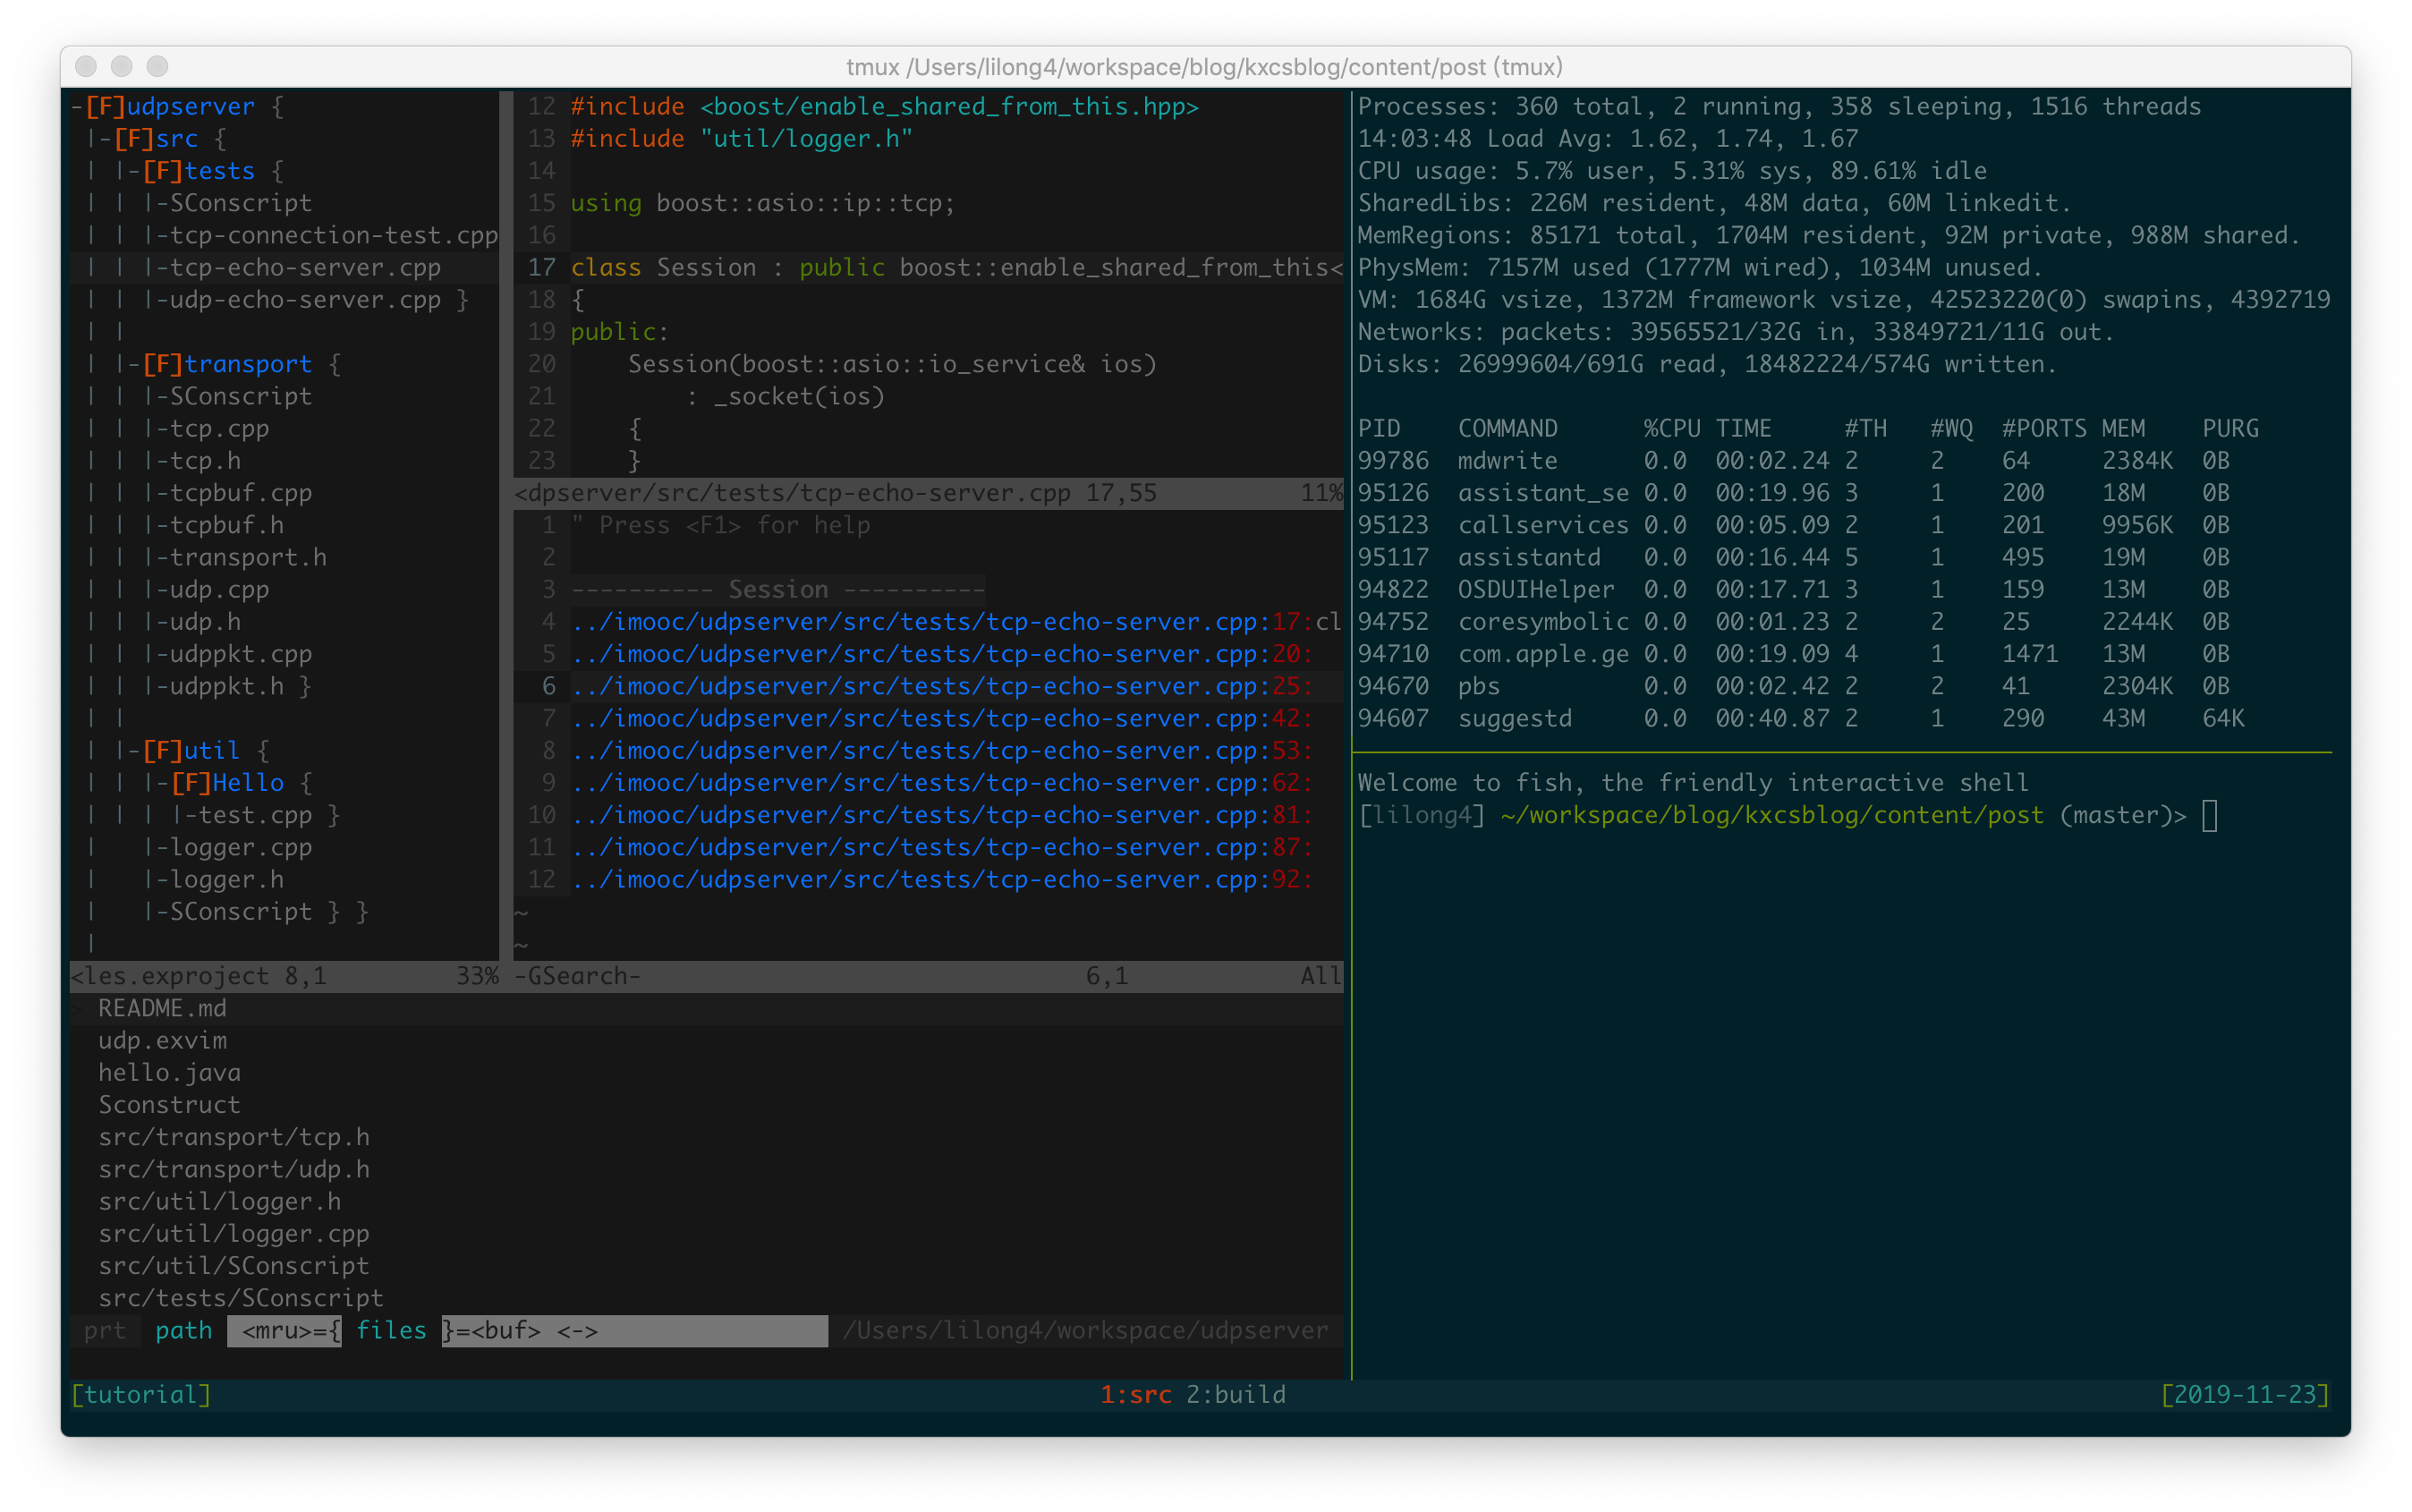 tmux /Users/lilong4/workspace/blog/kxcsblog/content/post (tmux)
-[F]udpserver {
 |-[F]src {
 | |-[F]tests {
 | | |-SConscript
 | | |-tcp-connection-test.cpp
 | | |-tcp-echo-server.cpp
 | | |-udp-echo-server.cpp }
 | |
 | |-[F]transport {
 | | |-SConscript
 | | |-tcp.cpp
 | | |-tcp.h
 | | |-tcpbuf.cpp
 | | |-tcpbuf.h
 | | |-transport.h
 | | |-udp.cpp
 | | |-udp.h
 | | |-udppkt.cpp
 | | |-udppkt.h }
 | |
 | |-[F]util {
 | | |-[F]Hello {
 | | | |-test.cpp }
 |   |-logger.cpp
 |   |-logger.h
 |   |-SConscript } }
 |
<les.exproject 8,1         33%
12 #include <boost/enable_shared_from_this.hpp>
13 #include "util/logger.h"
14
15 using boost::asio::ip::tcp;
16
17 class Session : public boost::enable_shared_from_this<
18 {
19 public:
20     Session(boost::asio::io_service& ios)
21         : _socket(ios)
22     {
23     }
<dpserver/src/tests/tcp-echo-server.cpp 17,55          11%
1 " Press <F1> for help
2
3 ---------- Session ----------
4 ../imooc/udpserver/src/tests/tcp-echo-server.cpp:17:cl
5 ../imooc/udpserver/src/tests/tcp-echo-server.cpp:20:
6 ../imooc/udpserver/src/tests/tcp-echo-server.cpp:25:
7 ../imooc/udpserver/src/tests/tcp-echo-server.cpp:42:
8 ../imooc/udpserver/src/tests/tcp-echo-server.cpp:53:
9 ../imooc/udpserver/src/tests/tcp-echo-server.cpp:62:
10 ../imooc/udpserver/src/tests/tcp-echo-server.cpp:81:
11 ../imooc/udpserver/src/tests/tcp-echo-server.cpp:87:
12 ../imooc/udpserver/src/tests/tcp-echo-server.cpp:92:
~
~
-GSearch-                               6,1            All
> README.md
  udp.exvim
  hello.java
  Sconstruct
  src/transport/tcp.h
  src/transport/udp.h
  src/util/logger.h
  src/util/logger.cpp
  src/util/SConscript
  src/tests/SConscript
prt  path  <mru>={ files }=<buf> <->  /Users/lilong4/workspace/udpserver
Processes: 360 total, 2 running, 358 sleeping, 1516 threads
14:03:48 Load Avg: 1.62, 1.74, 1.67
CPU usage: 5.7% user, 5.31% sys, 89.61% idle
SharedLibs: 226M resident, 48M data, 60M linkedit.
MemRegions: 85171 total, 1704M resident, 92M private, 988M shared.
PhysMem: 7157M used (1777M wired), 1034M unused.
VM: 1684G vsize, 1372M framework vsize, 42523220(0) swapins, 4392719
Networks: packets: 39565521/32G in, 33849721/11G out.
Disks: 26999604/691G read, 18482224/574G written.
PID    COMMAND      %CPU TIME     #TH   #WQ  #PORTS MEM    PURG
99786  mdwrite      0.0  00:02.24 2     2    64     2384K  0B
95126  assistant_se 0.0  00:19.96 3     1    200    18M    0B
95123  callservices 0.0  00:05.09 2     1    201    9956K  0B
95117  assistantd   0.0  00:16.44 5     1    495    19M    0B
94822  OSDUIHelper  0.0  00:17.71 3     1    159    13M    0B
94752  coresymbolic 0.0  00:01.23 2     2    25     2244K  0B
94710  com.apple.ge 0.0  00:19.09 4     1    1471   13M    0B
94670  pbs          0.0  00:02.42 2     2    41     2304K  0B
94607  suggestd     0.0  00:40.87 2     1    290    43M    64K
Welcome to fish, the friendly interactive shell
[lilong4] ~/workspace/blog/kxcsblog/content/post (master)>
[tutorial] 1:src 2:build [2019-11-23]